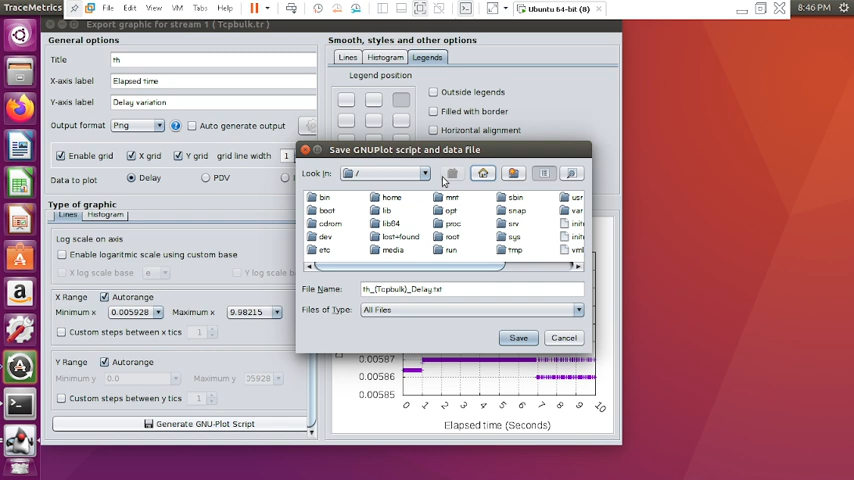 TraceMetrics
File
Edit
VM
Tabs
Help
Ubuntu 64-bit (8)
8:46 PM
Export graphic for stream 1 ( Tcpbulk.tr )
General options
Title
th
X-axis label
Elapsed time
Y-axis label
Delay variation
Output format
Png
Auto generate output
Enable grid
X grid
Y grid
grid line width
1
Data to plot
Delay
PDV
Type of graphic
Lines
Histogram
Log scale on axis
Enable logaritmic scale using custom base
X log scale base
e
Y log scale base
X Range
Autorange
Minimum x
0.005928
Maximum x
9.98215
Custom steps between x tics
1
Y Range
Autorange
Minimum y
0.0
Maximum y
Custom steps between y tics
1
Generate GNU-Plot Script
Smooth, styles and other options
Lines
Histogram
Legends
Legend position
Outside legends
Filled with border
Horizontal alignment
Save GNUPlot script and data file
Look In:
/
bin
home
mnt
sbin
usr
boot
lib
opt
snap
var
cdrom
lib64
proc
srv
dev
lost+found
root
sys
etc
media
run
tmp
File Name:
th_(Tcpbulk)_Delay.txt
Files of Type:
All Files
Save
Cancel
0.00587
0.00586
0.00585
0 1 2 3 4 5 6 7 8 9 10
Elapsed time (Seconds)